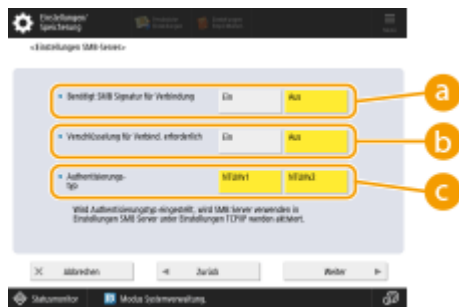 Einstellungen/
Speicherung
<Einstellungen SMB-Server>
Benötigt SMB Signatur für Verbindung
Ein
Aus
a
Verschlüsselung für Verbind. erforderlich
Ein
Aus
b
Authentisierungs-
typ
NTLMv1
NTLMv2
c
Wird Authentisierungstyp eingestellt, wird SMB Server verwenden in
Einstellungen SMB Server unter Einstellungen TCP/IP werden aktiviert.
Abbrechen
Zurück
Weiter
Statusmonitor
Modus Systemverwaltung.